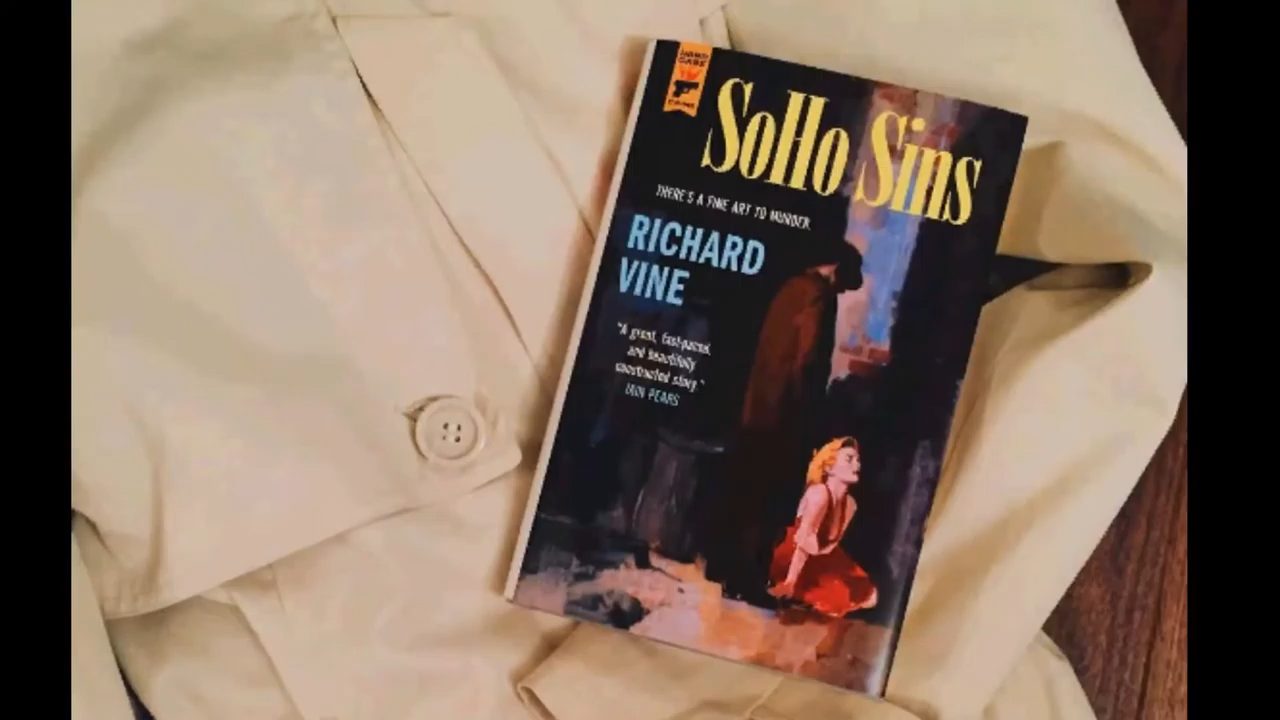 HARD
CASE
CRIME
SoHo Sins
THERE'S A FINE ART TO MURDER.
RICHARD
VINE
"A great, fast-paced,
and beautifully
constructed story."
IAIN PEARS